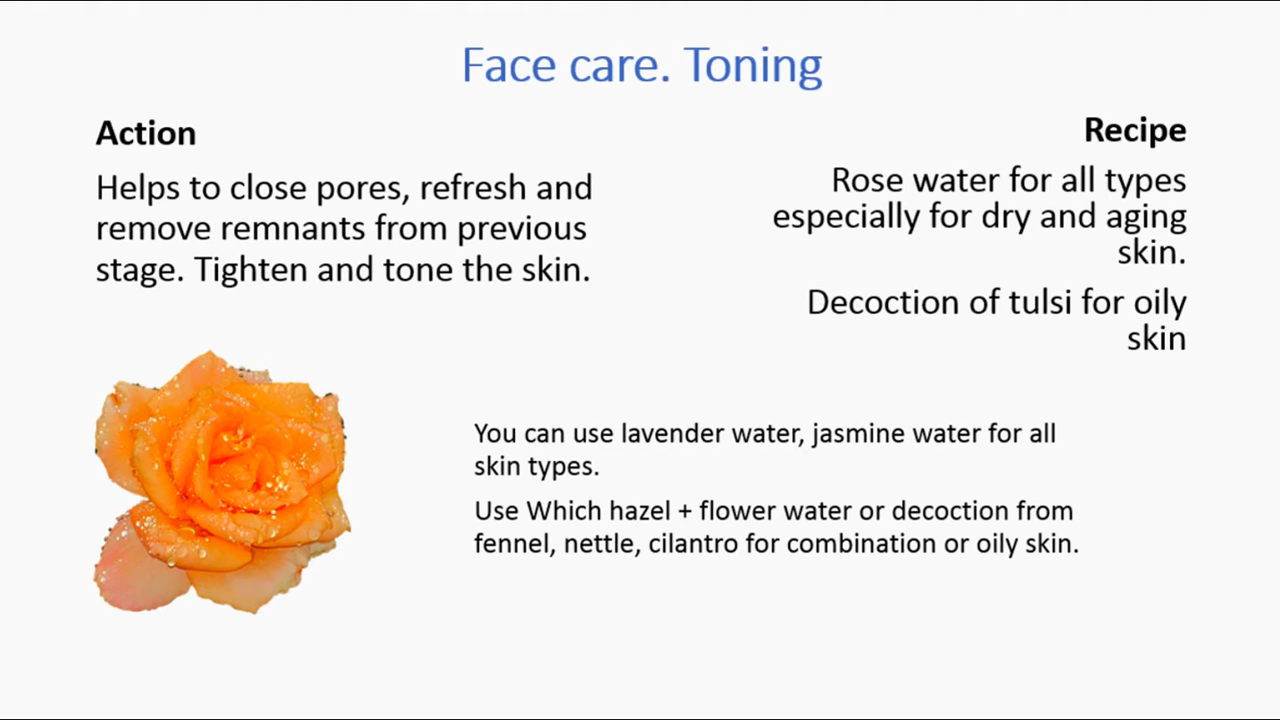 Face care. Toning
Action
Helps to close pores, refresh and
remove remnants from previous
stage. Tighten and tone the skin.
Recipe
Rose water for all types
especially for dry and aging
skin.
Decoction of tulsi for oily
skin
You can use lavender water, jasmine water for all
skin types.
Use Which hazel + flower water or decoction from
fennel, nettle, cilantro for combination or oily skin.